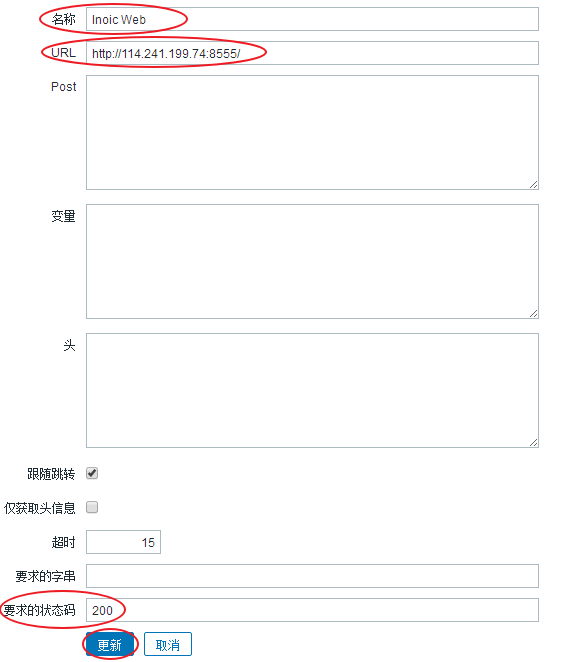 名称 Inoic Web
URL http://114.241.199.74:8555/
Post
变量
头
跟随跳转
仅获取头信息
超时 15
要求的字串
要求的状态码 200
更新 取消